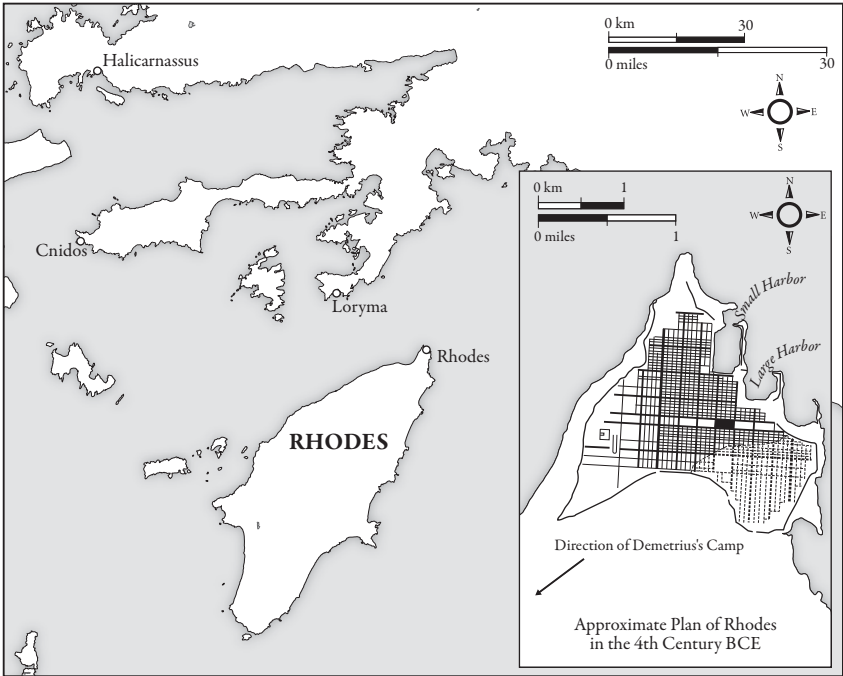 Halicarnassus
0 km 30
0 miles 30
N
W E
S
Cnidos
Loryma
Rhodes
RHODES
0 km 1
0 miles 1
N
W E
S
Small Harbor
Large Harbor
Direction of Demetrius's Camp
Approximate Plan of Rhodes
in the 4th Century BCE